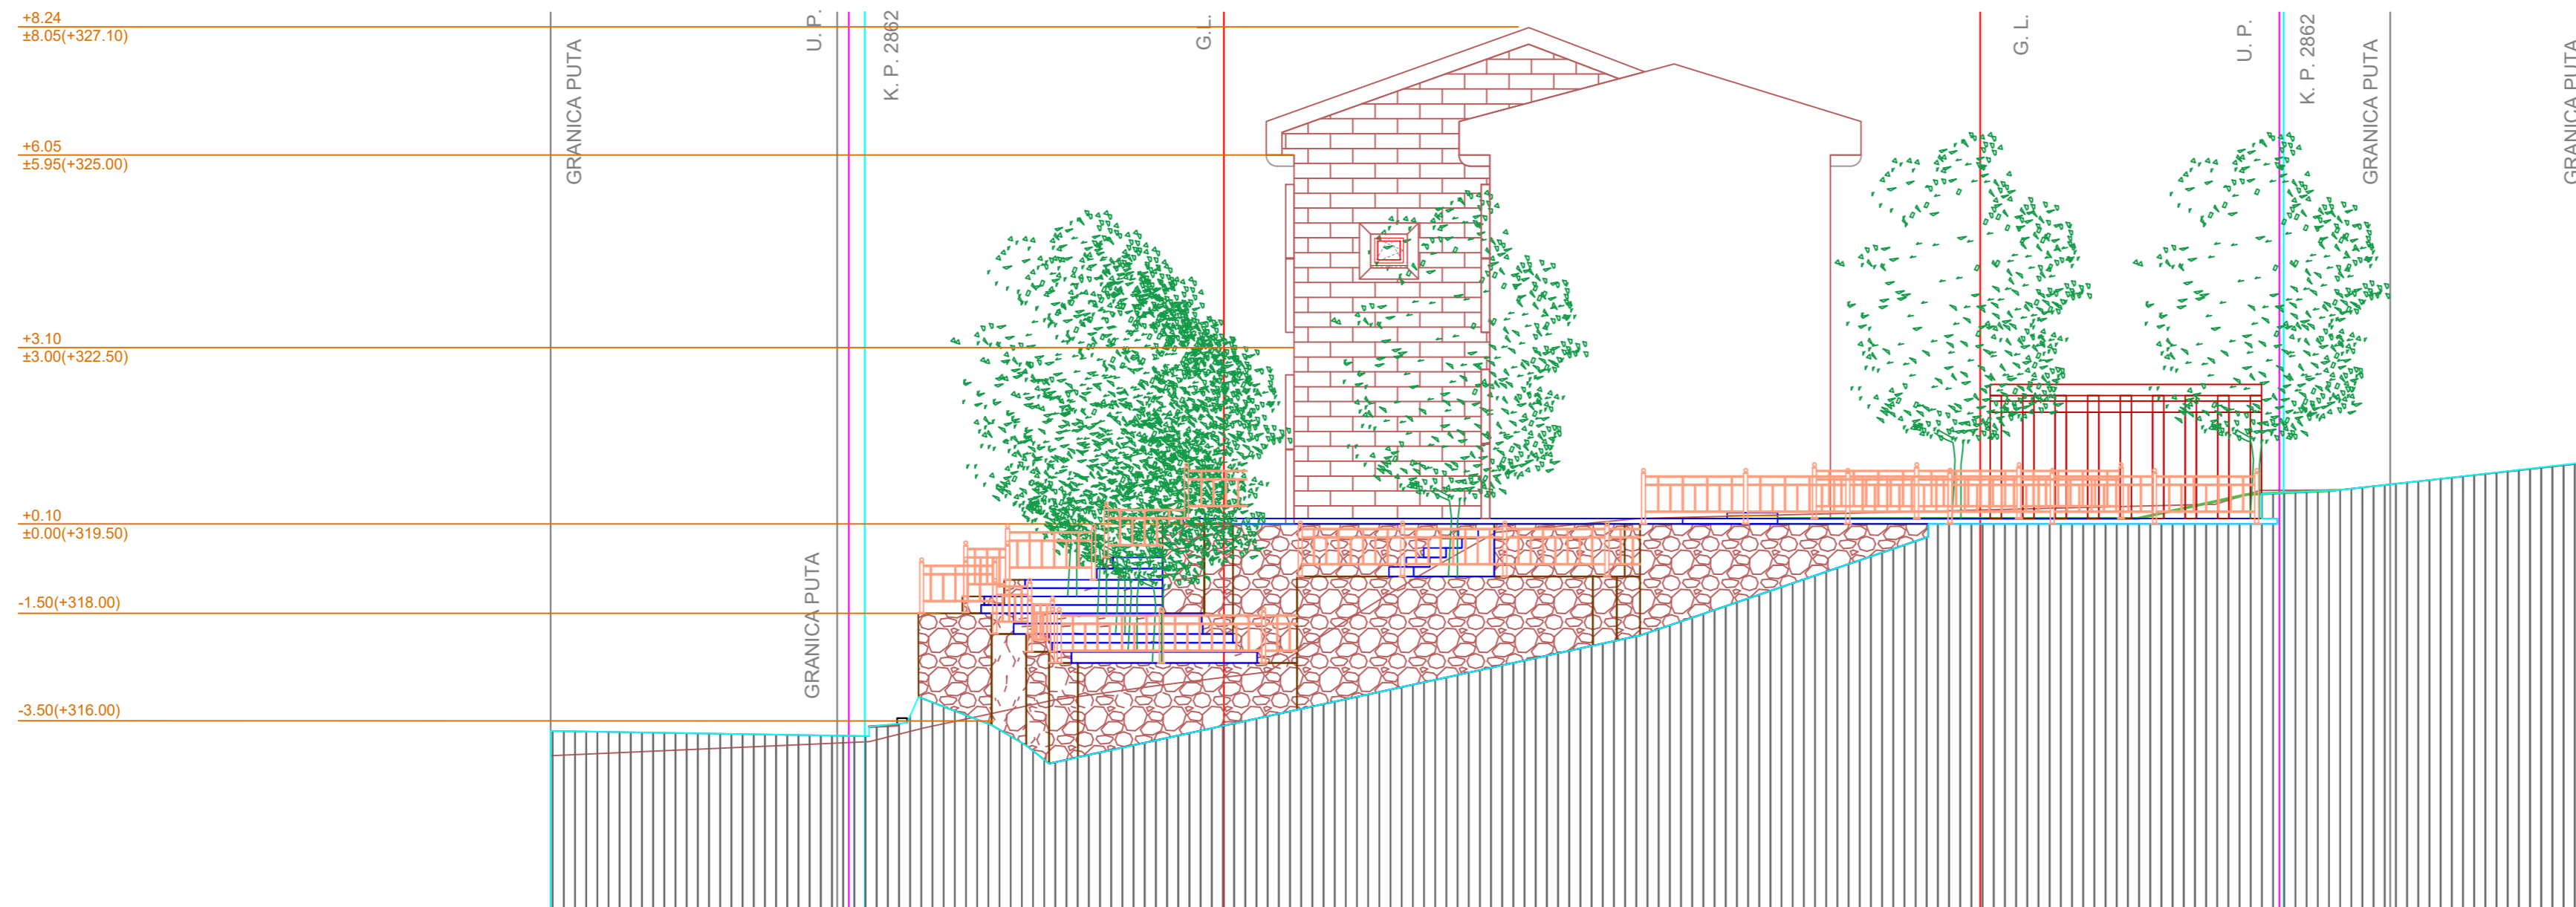 +8.24
±8.05(+327.10)
+6.05
±5.95(+325.00)
+3.10
±3.00(+322.50)
+0.10
±0.00(+319.50)
-1.50(+318.00)
-3.50(+316.00)
GRANICA PUTA
U. P.
GRANICA PUTA
K. P. 2862
G.L.
G. L.
U. P.
K. P. 2862
GRANICA PUTA
GRANICA PUTA